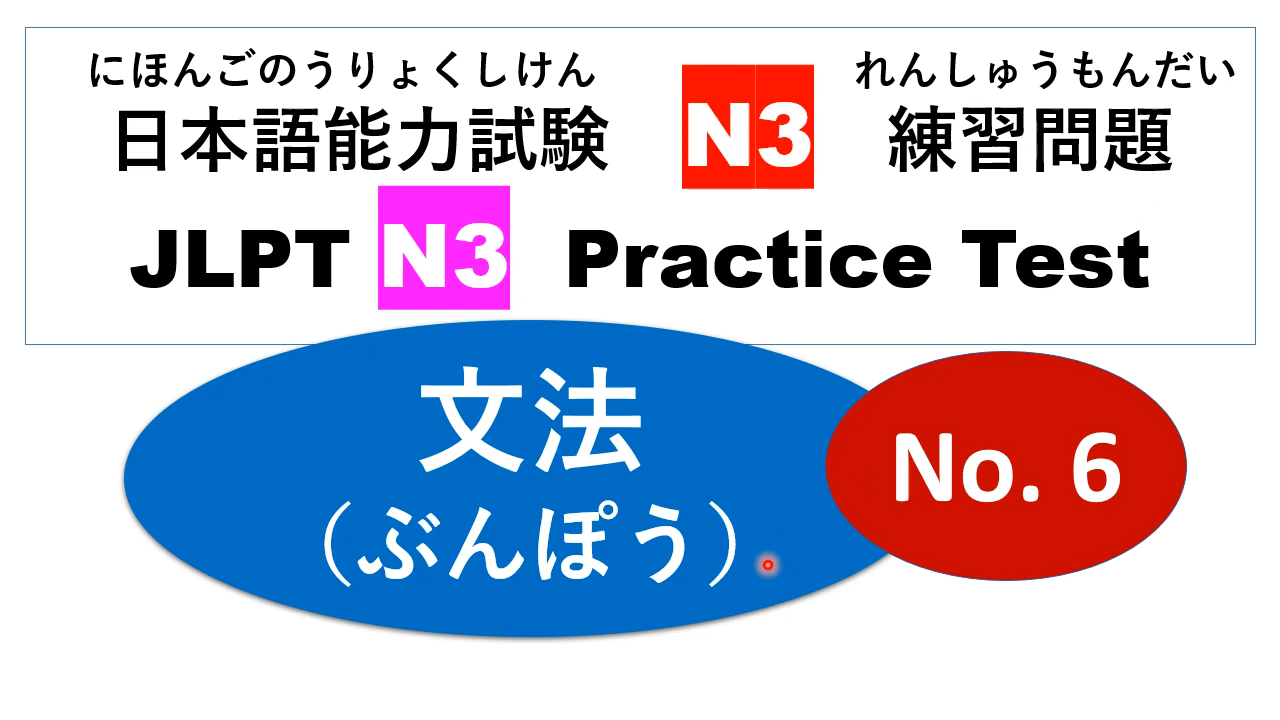 にほんごのうりょくしけん れんしゅうもんだい
日本語能力試験 N3 練習問題
JLPT N3 Practice Test
文法
（ぶんぽう）
No. 6